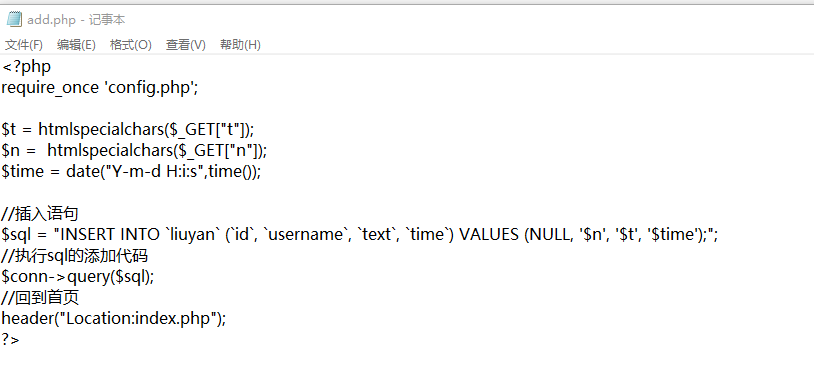 add.php - 记事本
文件(F) 编辑(E) 格式(O) 查看(V) 帮助(H)
<?php
require_once 'config.php';
$t = htmlspecialchars($_GET["t"]);
$n =  htmlspecialchars($_GET["n"]);
$time = date("Y-m-d H:i:s",time());
//插入语句
$sql = "INSERT INTO `liuyan` (`id`, `username`, `text`, `time`) VALUES (NULL, '$n', '$t', '$time');";
//执行sql的添加代码
$conn->query($sql);
//回到首页
header("Location:index.php");
?>